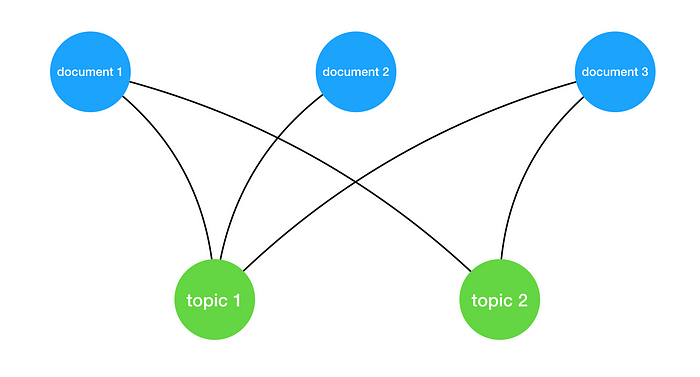 document 1
document 2
document 3
topic 1
topic 2